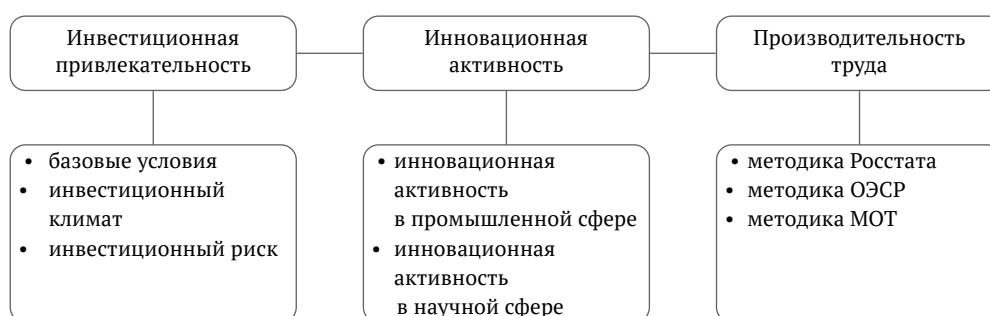 Инвестиционная
привлекательность
Инновационная
активность
Производительность
труда
• базовые условия
• инвестиционный
климат
• инвестиционный риск
• инновационная
активность
в промышленной сфере
• инновационная
активность
в научной сфере
• методика Росстата
• методика ОЭСР
• методика МОТ